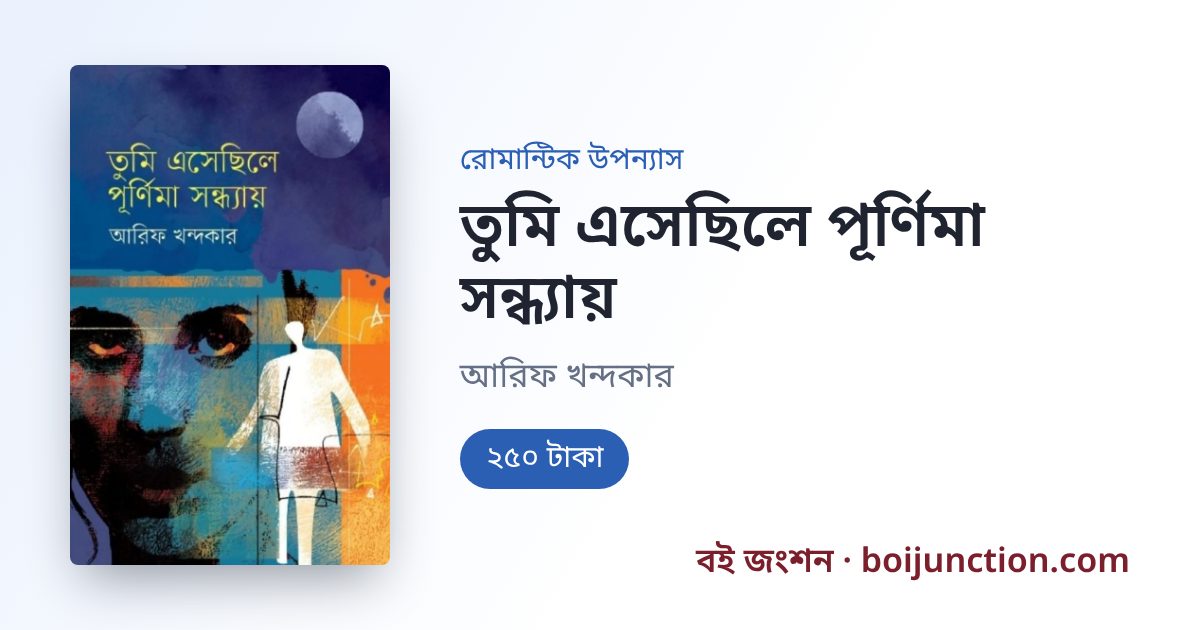 তুমি এসেছিলে
পূর্ণিমা সন্ধ্যায়
আরিফ খন্দকার
রোমান্টিক উপন্যাস
তুমি এসেছিলে পূর্ণিমা
সন্ধ্যায়
আরিফ খন্দকার
২৫০ টাকা
বই জংশন · boijunction.com